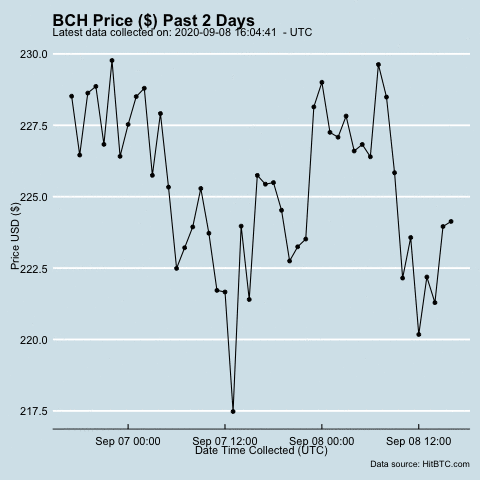 BCH Price ($) Past 2 Days
Latest data collected on: 2020-09-08 16:04:41 - UTC
230.0
227.5
225.0
222.5
220.0
217.5
Price USD ($)
Sep 07 00:00 Sep 07 12:00 Sep 08 00:00 Sep 08 12:00
Date Time Collected (UTC)
Data source: HitBTC.com